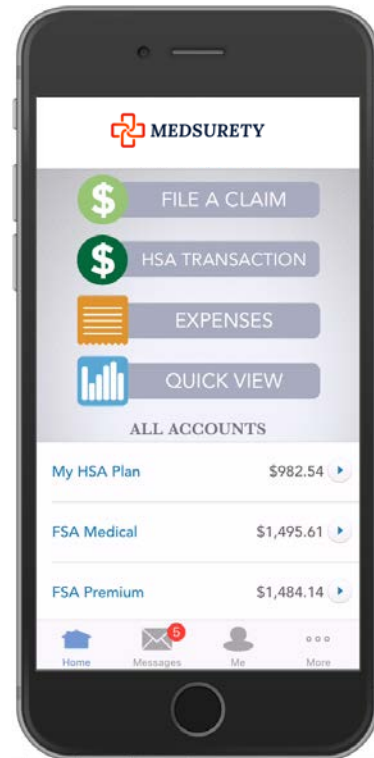 MEDSURETY
$ FILE A CLAIM
$ HSA TRANSACTION
EXPENSES
QUICK VIEW
ALL ACCOUNTS
My HSA Plan $982.54
FSA Medical $1,495.61
FSA Premium $1,484.14
5
Home Messages Me More